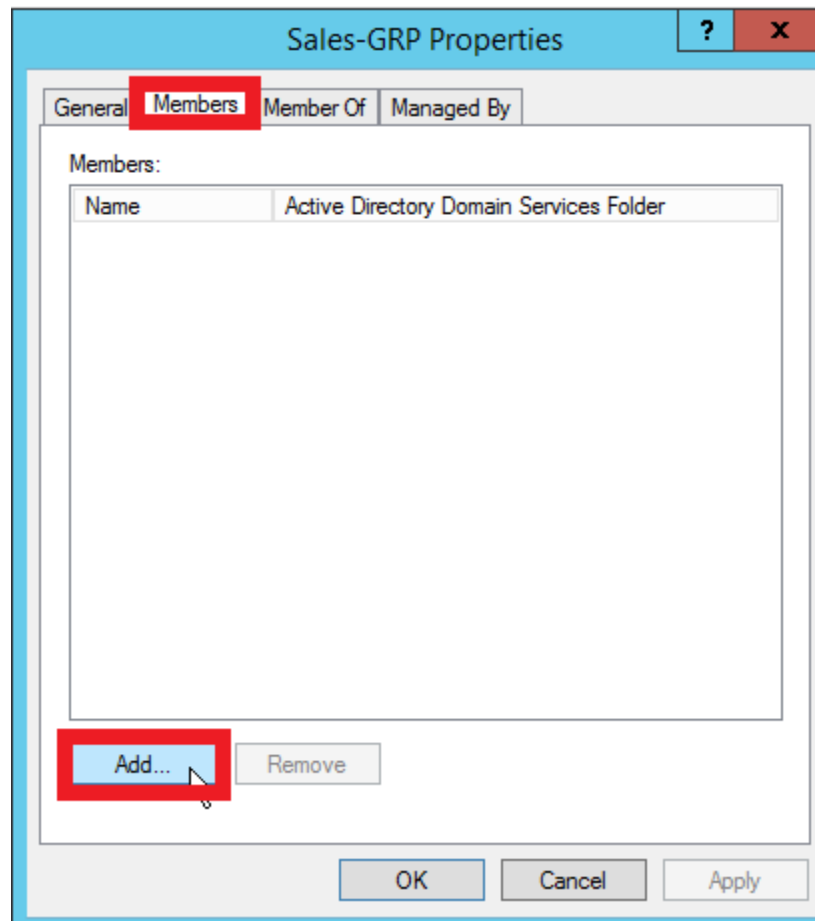 Sales-GRP Properties ? x
General Members Member Of Managed By
Members:
Name Active Directory Domain Services Folder
Add... Remove
OK Cancel Apply